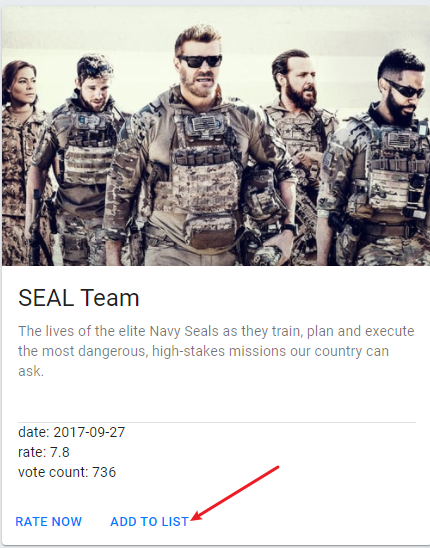 SEAL Team
The lives of the elite Navy Seals as they train, plan and execute
the most dangerous, high-stakes missions our country can
ask.
date: 2017-09-27
rate: 7.8
vote count: 736
RATE NOW ADD TO LIST